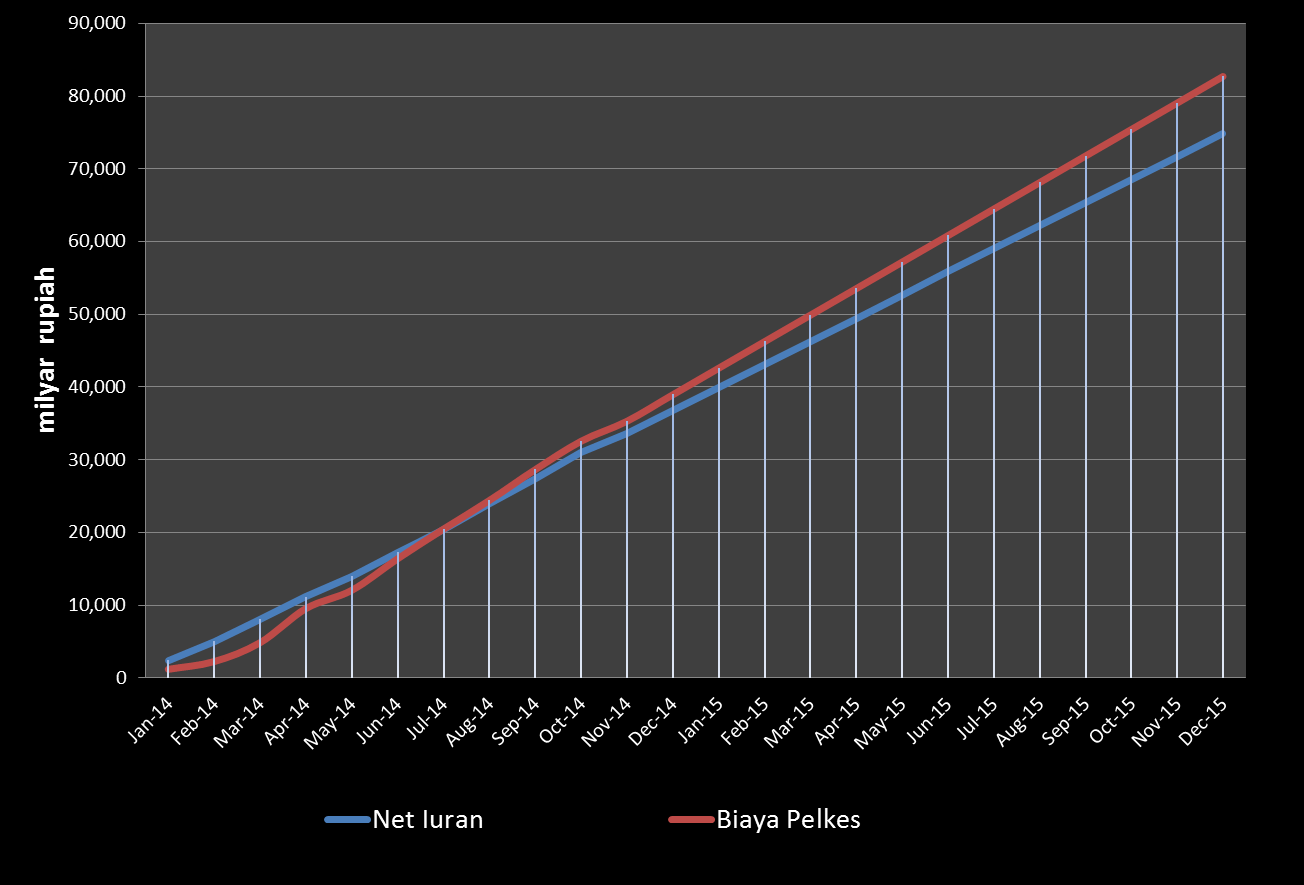 90,000
80,000
70,000
60,000
50,000
40,000
30,000
20,000
10,000
0
milyar rupiah
Jan-14
Feb-14
Mar-14
Apr-14
May-14
Jun-14
Jul-14
Aug-14
Sep-14
Oct-14
Nov-14
Dec-14
Jan-15
Feb-15
Mar-15
Apr-15
May-15
Jun-15
Jul-15
Aug-15
Sep-15
Oct-15
Nov-15
Dec-15
Net Iuran
Biaya Pelkes